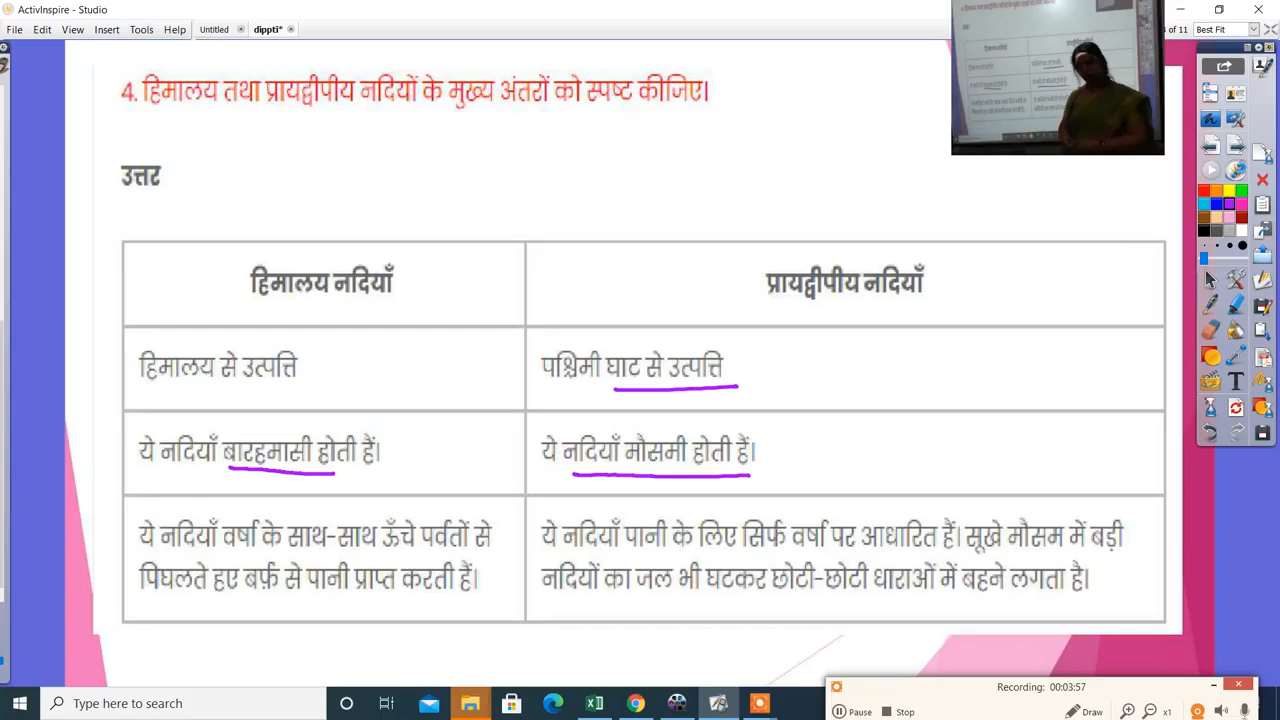 ActivInspire - Studio
File Edit View Insert Tools Help
Untitled
dippti*
of 11
Best Fit
4. हिमालय तथा प्रायद्वीपीय नदियों के मुख्य अंतरों को स्पष्ट कीजिए।
उत्तर
हिमालय नदियाँ
प्रायद्वीपीय नदियाँ
हिमालय से उत्पत्ति
पश्चिमी घाट से उत्पत्ति
ये नदियाँ बारहमासी होती हैं।
ये नदियाँ मौसमी होती हैं।
ये नदियाँ वर्षा के साथ-साथ ऊँचे पर्वतों से
पिघलते हुए बर्फ़ से पानी प्राप्त करती हैं।
ये नदियाँ पानी के लिए सिर्फ वर्षा पर आधारित हैं। सूखे मौसम में बड़ी
नदियों का जल भी घटकर छोटी-छोटी धाराओं में बहने लगता है।
Recording: 00:03:57
Pause Stop Draw x1
Type here to search